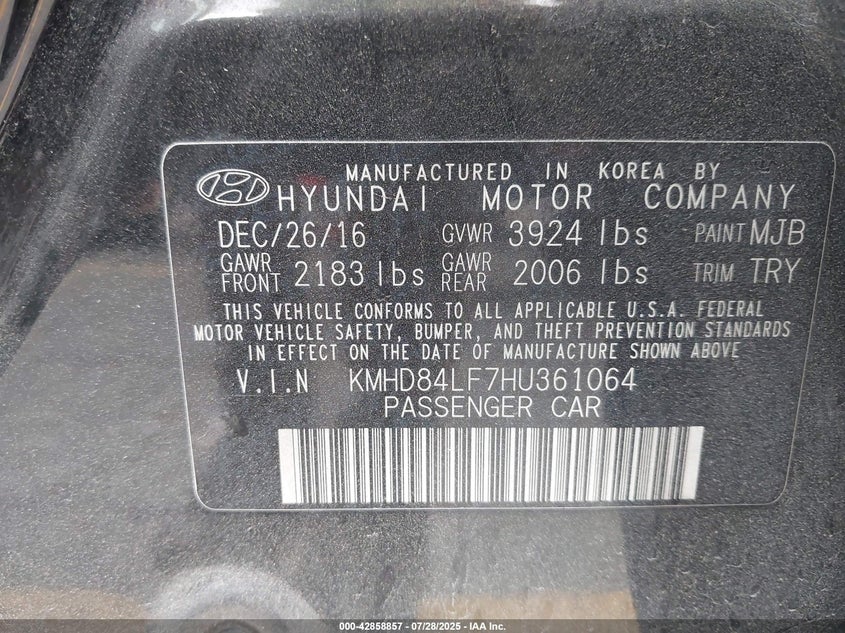 MANUFACTURED IN KOREA BY
HYUNDAI MOTOR COMPANY
DEC/26/16 GVWR 3924 lbs PAINT MJB
GAWR FRONT 2183 lbs GAWR REAR 2006 lbs TRIM TRY
THIS VEHICLE CONFORMS TO ALL APPLICABLE U.S.A. FEDERAL
MOTOR VEHICLE SAFETY, BUMPER, AND THEFT PREVENTION STANDARDS
IN EFFECT ON THE DATE OF MANUFACTURE SHOWN ABOVE
V.I.N KMHD84LF7HU361064
PASSENGER CAR
000-42858857 - 07/28/2025 - IAA Inc.